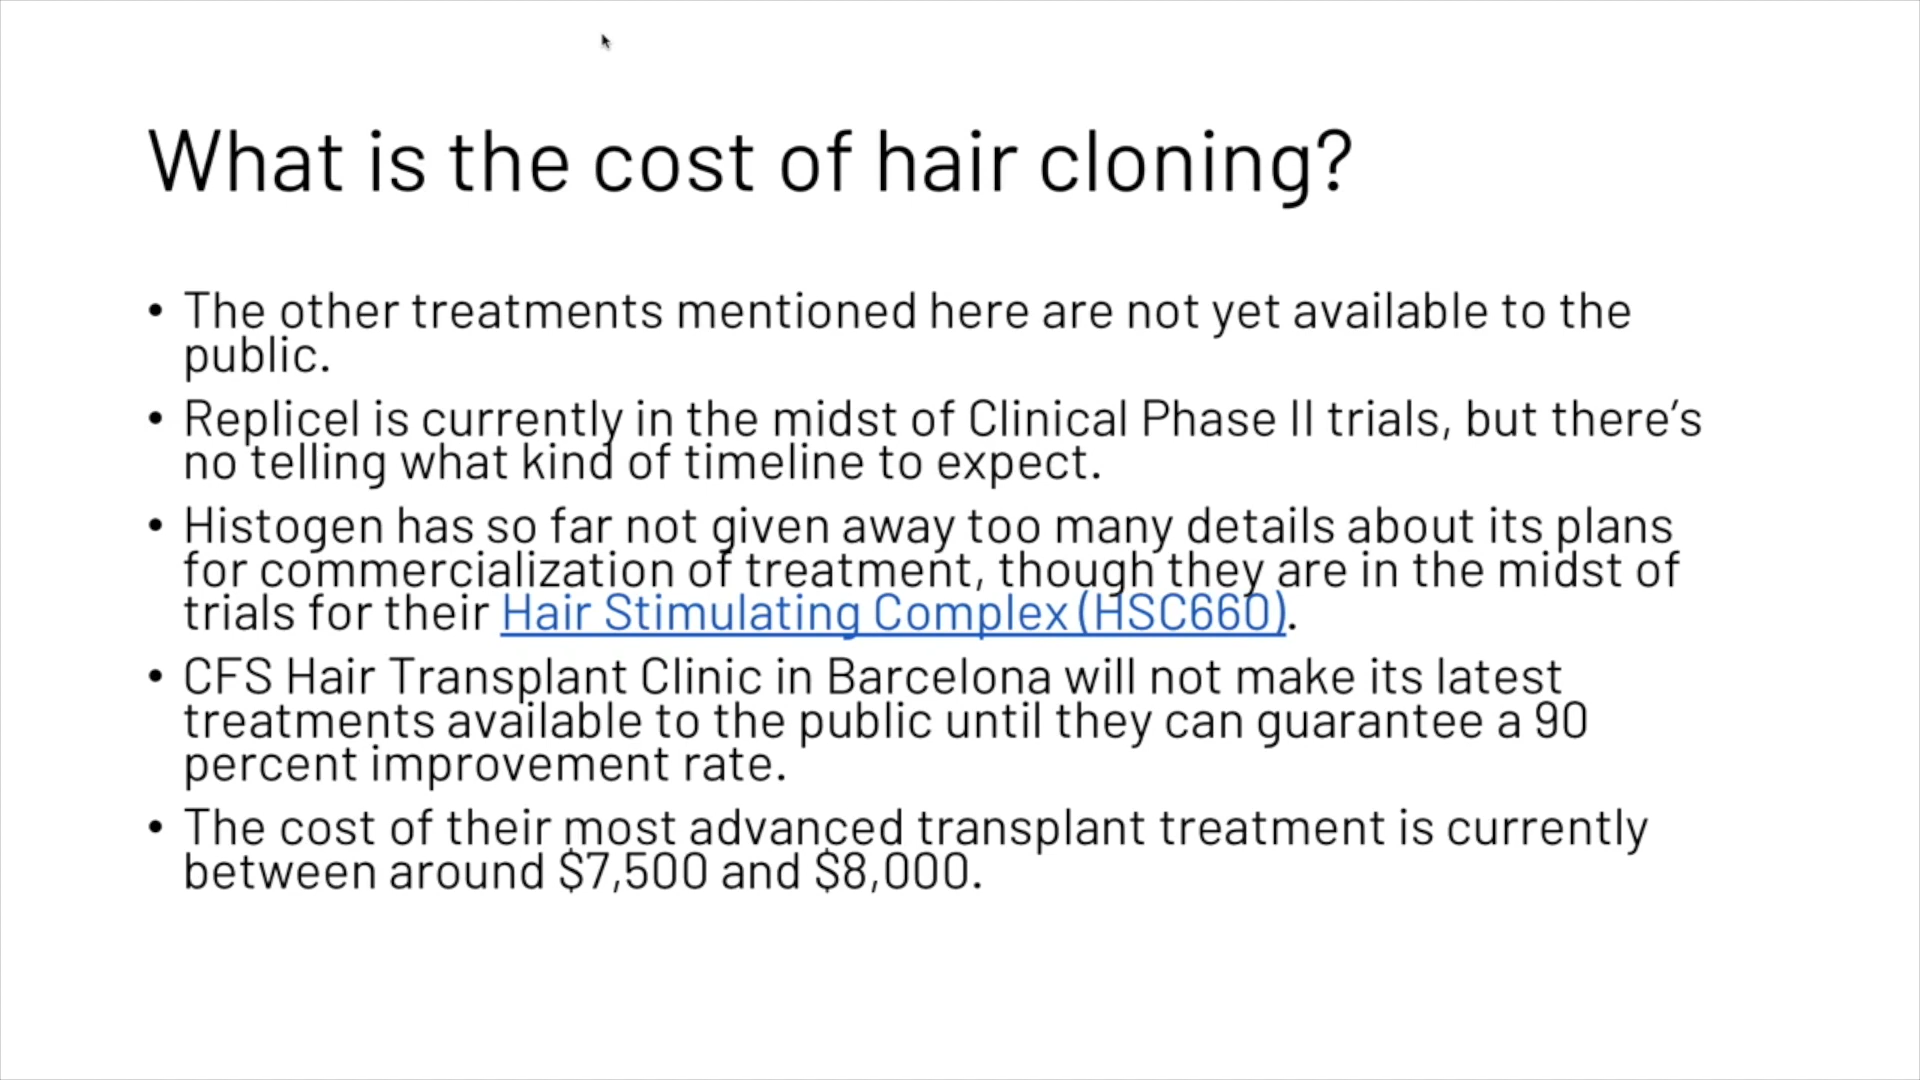 What is the cost of hair cloning?
• The other treatments mentioned here are not yet available to the
public.
• Replicel is currently in the midst of Clinical Phase II trials, but there’s
no telling what kind of timeline to expect.
• Histogen has so far not given away too many details about its plans
for commercialization of treatment, though they are in the midst of
trials for their Hair Stimulating Complex (HSC660).
• CFS Hair Transplant Clinic in Barcelona will not make its latest
treatments available to the public until they can guarantee a 90
percent improvement rate.
• The cost of their most advanced transplant treatment is currently
between around $7,500 and $8,000.